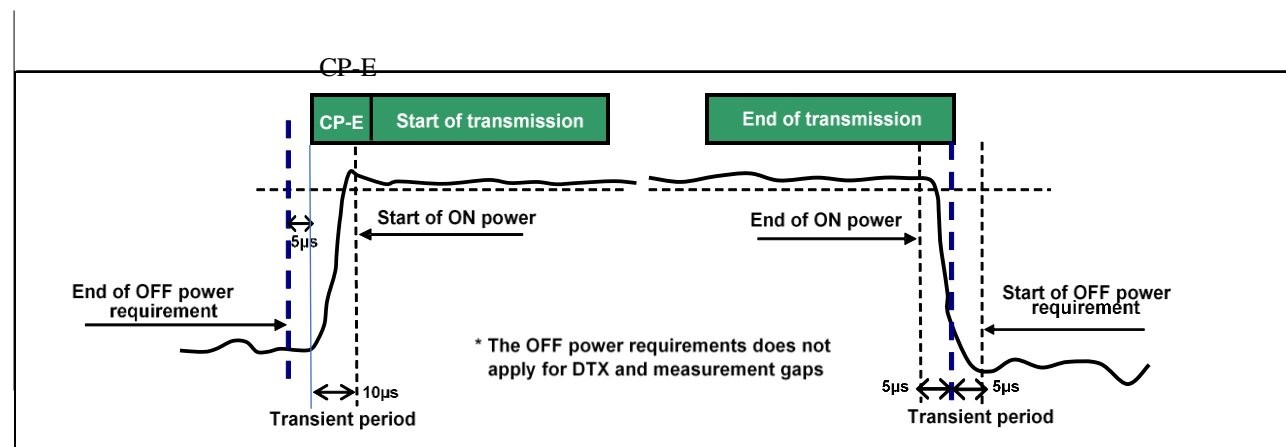 CP-E
CP-E
Start of transmission
End of transmission
5µs
Start of ON power
End of ON power
End of OFF power
requirement
Start of OFF power
requirement
* The OFF power requirements does not
apply for DTX and measurement gaps
10µs
Transient period
5µs
5µs
Transient period